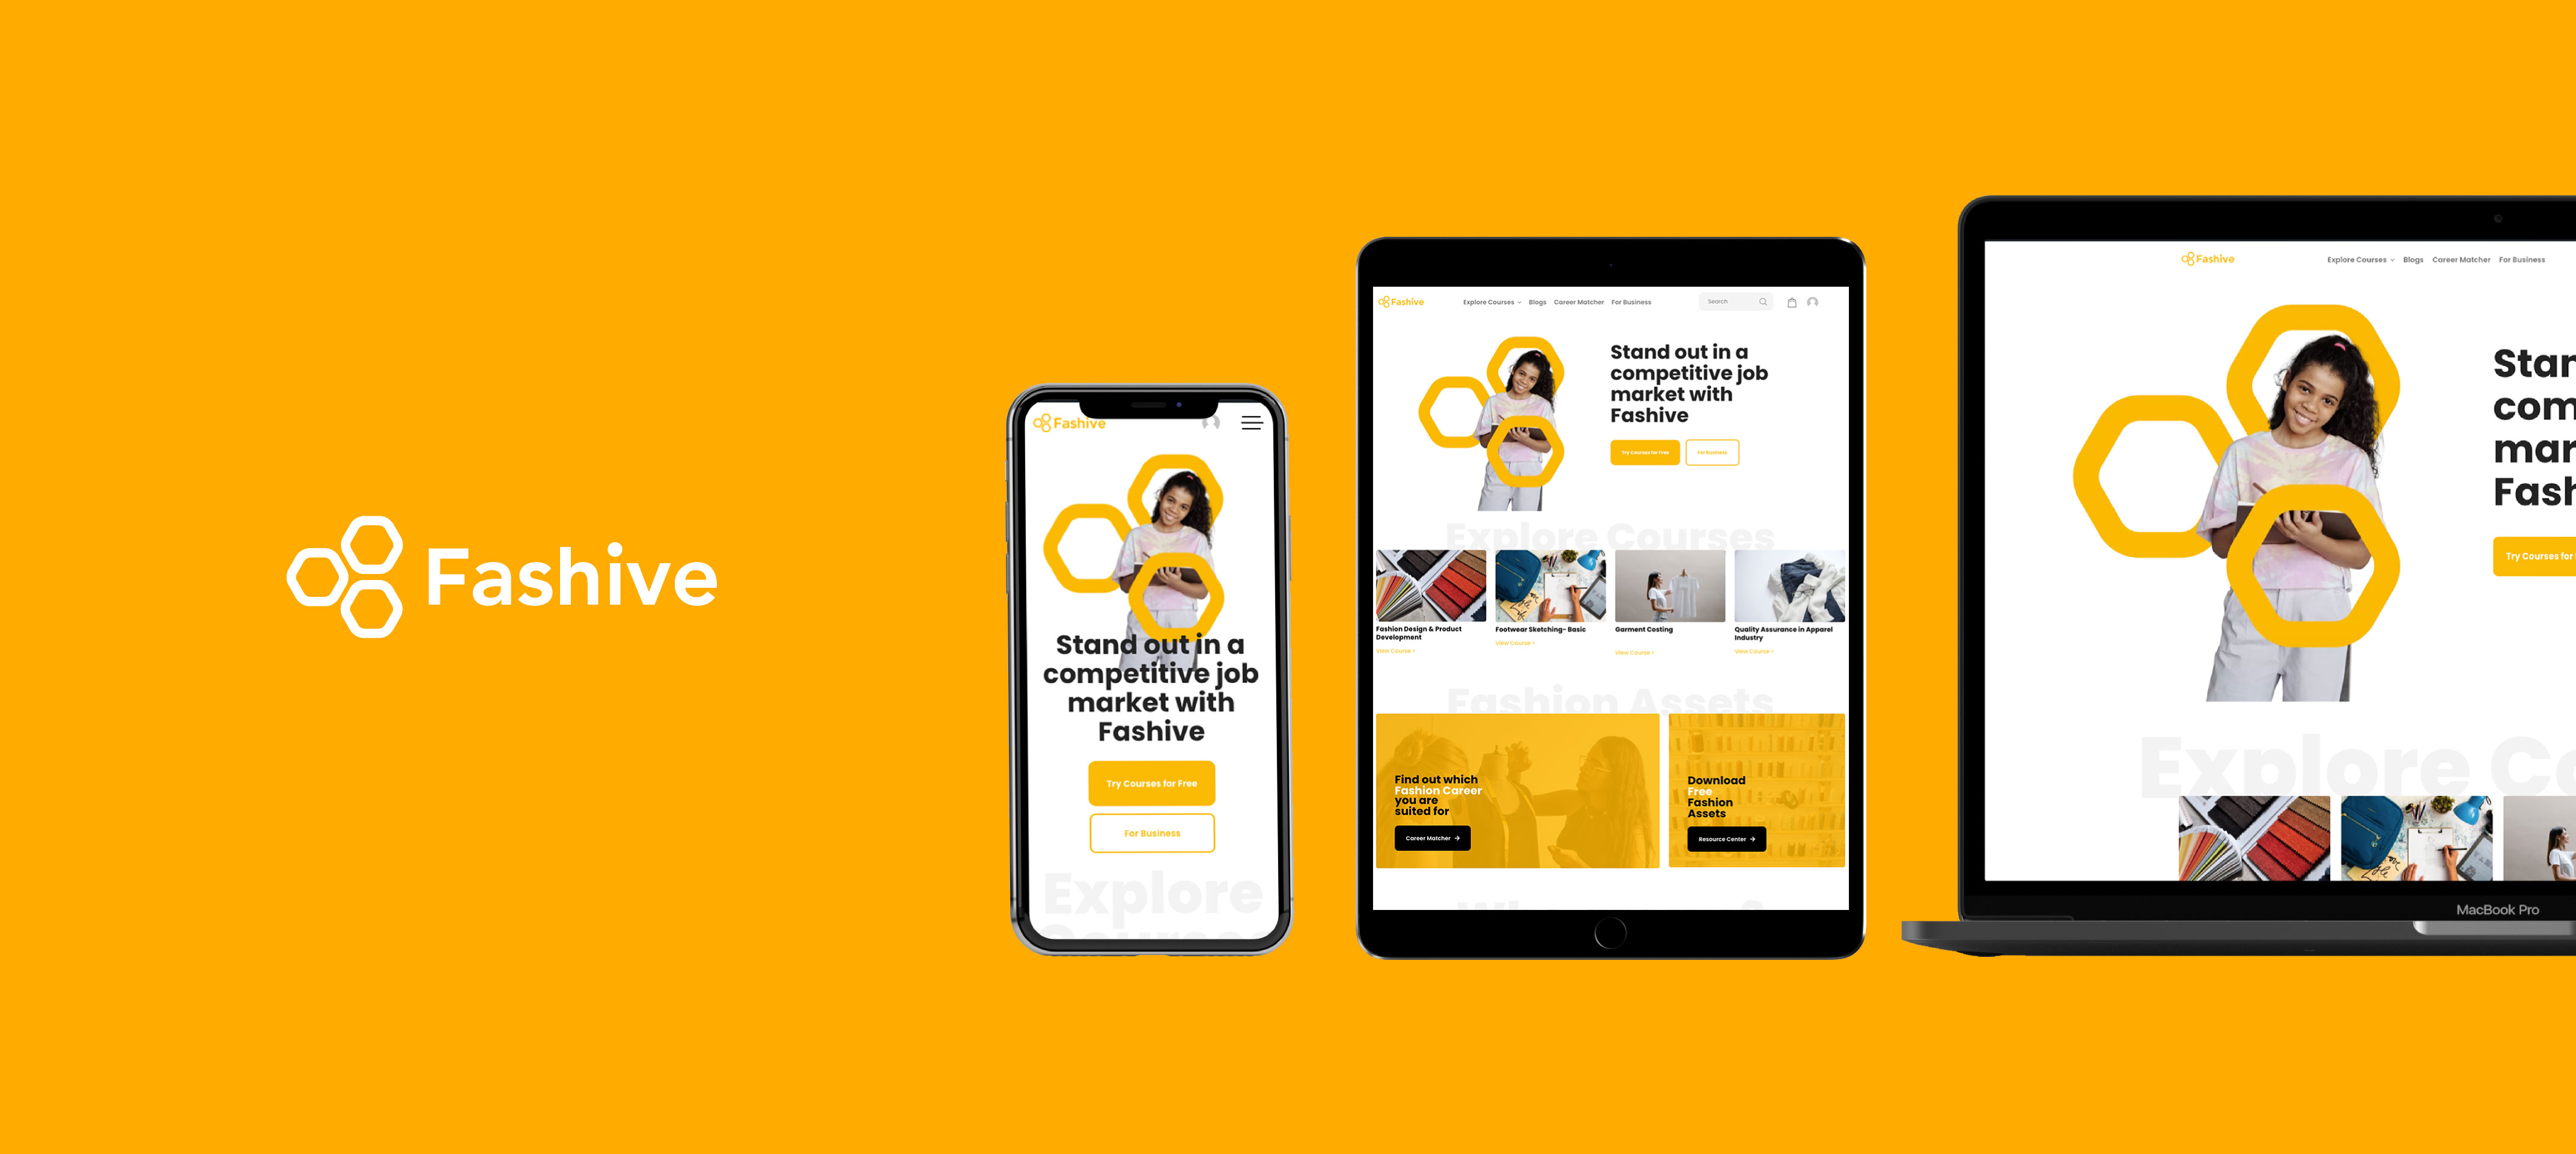 Fashive
Fashive
Stand out in a
competitive job
market with
Fashive
Try Courses for Free
For Business
Explore
Courses
Fashive
Explore Courses
Blogs
Career Matcher
For Business
Search
Stand out in a
competitive job
market with
Fashive
Try Courses for Free
For Business
Explore Courses
Fashion Design & Product
Development
View Course >
Footwear Sketching- Basic
View Course >
Garment Costing
View Course >
Quality Assurance in Apparel
Industry
View Course >
Fashion Assets
Find out which
Fashion Career
you are
suited for
Career Matcher →
Download
Free
Fashion
Assets
Resource Center →
Fashive
Explore Courses
Blogs
Career Matcher
For Business
Stan
com
mar
Fash
Try Courses for
Explore Co
MacBook Pro